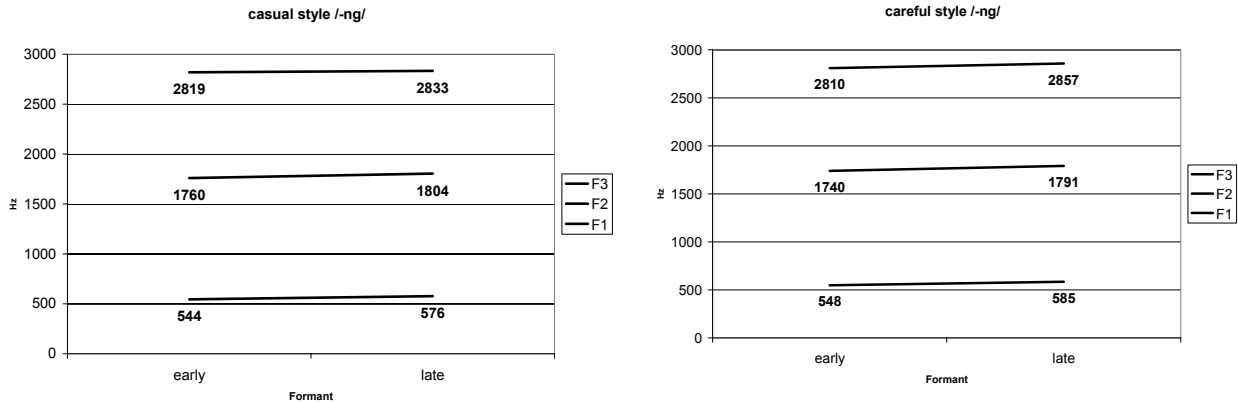 casual style /-ng/
3000
2500
2000
1500
1000
500
0
Hz
2819 2833
1760 1804
544 576
early late
Formant
F3
F2
F1
careful style /-ng/
3000
2500
2000
1500
1000
500
0
Hz
2810 2857
1740 1791
548 585
early late
Formant
F3
F2
F1